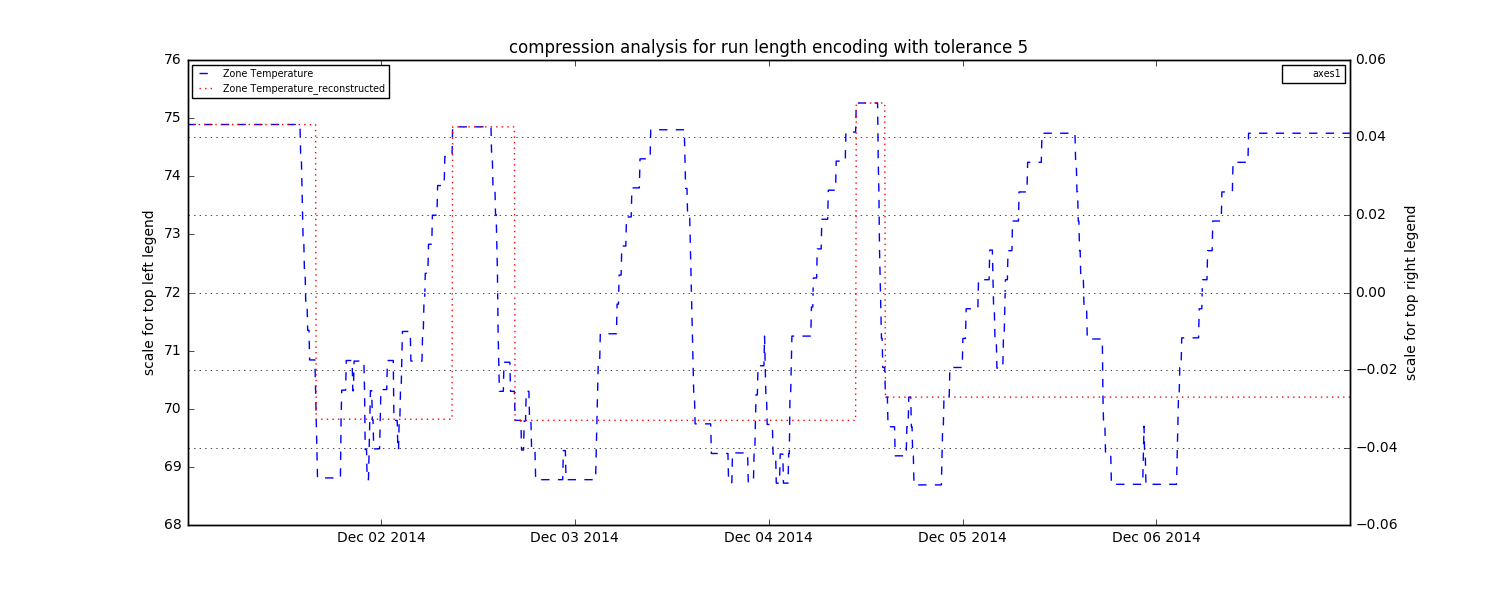 compression analysis for run length encoding with tolerance 5
Zone Temperature
Zone Temperature_reconstructed
axes1
scale for top left legend
76
75
74
73
72
71
70
69
68
0.06
0.04
0.02
0.00
−0.02
−0.04
−0.06
scale for top right legend
Dec 02 2014 Dec 03 2014 Dec 04 2014 Dec 05 2014 Dec 06 2014